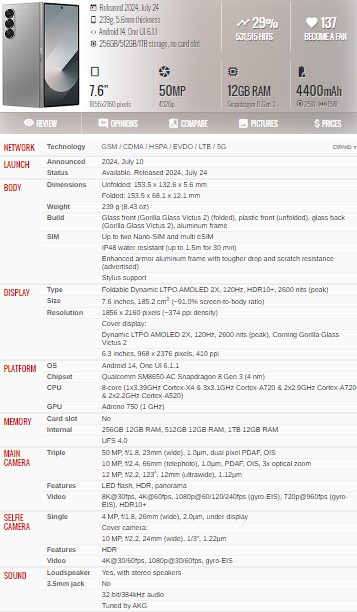 Released 2024, July 24
239g, 5.6mm thickness
Android 14, One UI 6.1.1
256GB/512GB/1TB storage, no card slot
29%
531,515 HITS
137
BECOME A FAN
7.6"
1856x2160 pixels
50MP
4320p
12GB RAM
Snapdragon 8 Gen 3
4400mAh
25W 15W
REVIEW
OPINIONS
COMPARE
PICTURES
PRICES
NETWORK Technology GSM / CDMA / HSPA / EVDO / LTE / 5G EXPAND ▼
LAUNCH Announced 2024, July 10
Status Available. Released 2024, July 24
BODY Dimensions Unfolded: 153.5 x 132.6 x 5.6 mm
Folded: 153.5 x 68.1 x 12.1 mm
Weight 239 g (8.43 oz)
Build Glass front (Gorilla Glass Victus 2) (folded), plastic front (unfolded), glass back
(Gorilla Glass Victus 2), aluminum frame
SIM Up to two Nano-SIM and multi eSIM
IP48 water resistant (up to 1.5m for 30 min)
Enhanced armor aluminum frame with tougher drop and scratch resistance
(advertised)
Stylus support
DISPLAY Type Foldable Dynamic LTPO AMOLED 2X, 120Hz, HDR10+, 2600 nits (peak)
Size 7.6 inches, 185.2 cm² (~91.0% screen-to-body ratio)
Resolution 1856 x 2160 pixels (~374 ppi density)
Cover display:
Dynamic LTPO AMOLED 2X, 120Hz, 2600 nits (peak), Corning Gorilla Glass
Victus 2
6.3 inches, 968 x 2376 pixels, 410 ppi
PLATFORM OS Android 14, One UI 6.1.1
Chipset Qualcomm SM8650-AC Snapdragon 8 Gen 3 (4 nm)
CPU 8-core (1x3.39GHz Cortex-X4 & 3x3.1GHz Cortex-A720 & 2x2.9GHz Cortex-A720
& 2x2.2GHz Cortex-A520)
GPU Adreno 750 (1 GHz)
MEMORY Card slot No
Internal 256GB 12GB RAM, 512GB 12GB RAM, 1TB 12GB RAM
UFS 4.0
MAIN CAMERA Triple 50 MP, f/1.8, 23mm (wide), 1.0µm, dual pixel PDAF, OIS
10 MP, f/2.4, 66mm (telephoto), 1.0µm, PDAF, OIS, 3x optical zoom
12 MP, f/2.2, 123˚, 12mm (ultrawide), 1.12µm
Features LED flash, HDR, panorama
Video 8K@30fps, 4K@60fps, 1080p@60/120/240fps (gyro-EIS), 720p@960fps (gyro-
EIS), HDR10+
SELFIE CAMERA Single 4 MP, f/1.8, 26mm (wide), 2.0µm, under display
Cover camera:
10 MP, f/2.2, 24mm (wide), 1/3", 1.22µm
Features HDR
Video 4K@30/60fps, 1080p@30/60fps, gyro-EIS
SOUND Loudspeaker Yes, with stereo speakers
3.5mm jack No
32-bit/384kHz audio
Tuned by AKG